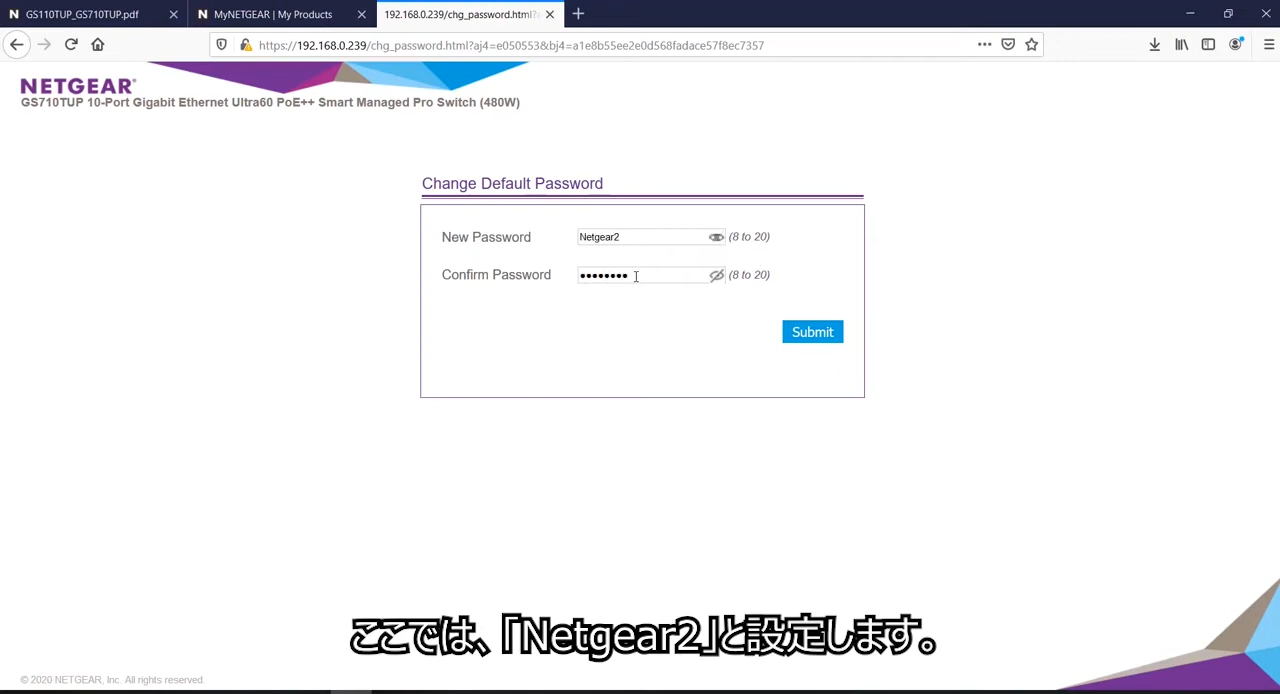 GS110TUP_GS710TUP.pdf
MyNETGEAR | My Products
192.168.0.239/chg_password.html?a
https://192.168.0.239/chg_password.html?aj4=e050553&bj4=a1e8b55ee2e0d568fadace57f8ec7357
NETGEAR®
GS710TUP 10-Port Gigabit Ethernet Ultra60 PoE++ Smart Managed Pro Switch (480W)
Change Default Password
New Password Netgear2 (8 to 20)
Confirm Password •••••••• (8 to 20)
Submit
ここでは、「Netgear2」と設定します。
© 2020 NETGEAR, Inc. All rights reserved.